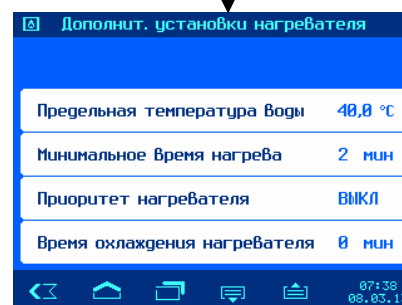 Дополнит. установки нагревателя
Предельная температура воды 40,0 °C
Минимальное время нагрева 2 мин
Приоритет нагревателя ВЫКЛ
Время охлаждения нагревателя 0 мин
07:38
08.03.1